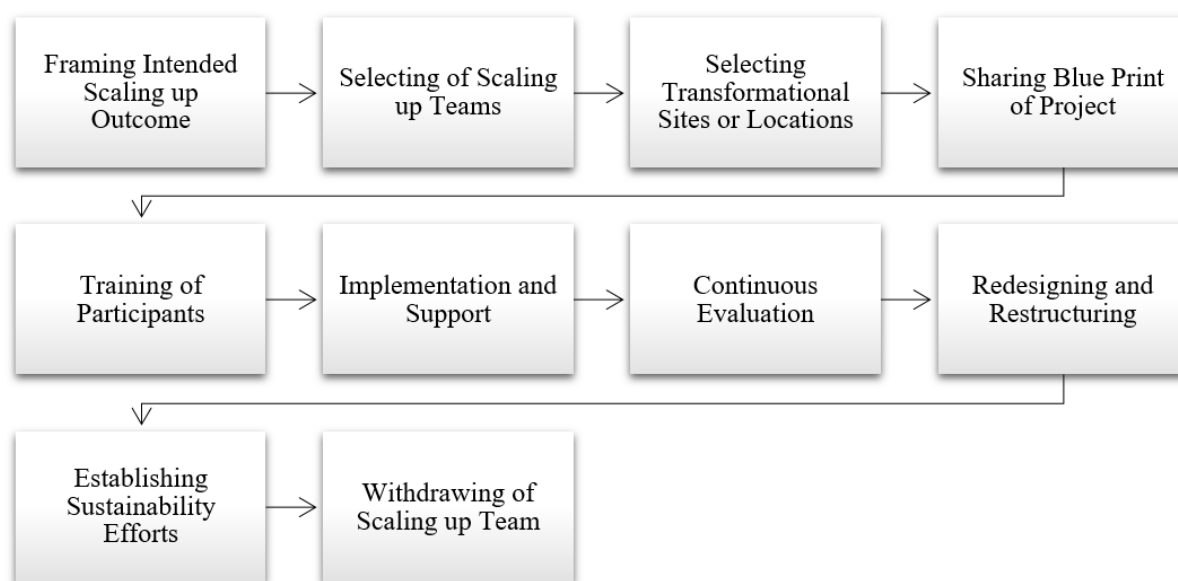 Framing Intended
Scaling up
Outcome
Selecting of Scaling
up Teams
Selecting
Transformational
Sites or Locations
Sharing Blue Print
of Project
Training of
Participants
Implementation and
Support
Continuous
Evaluation
Redesigning and
Restructuring
Establishing
Sustainability
Efforts
Withdrawing of
Scaling up Team